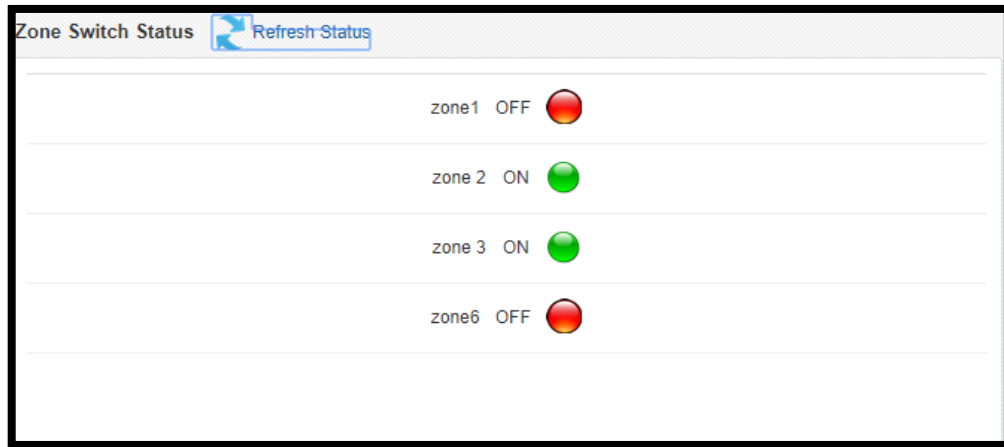 Zone Switch Status Refresh Status
zone1 OFF
zone 2 ON
zone 3 ON
zone6 OFF